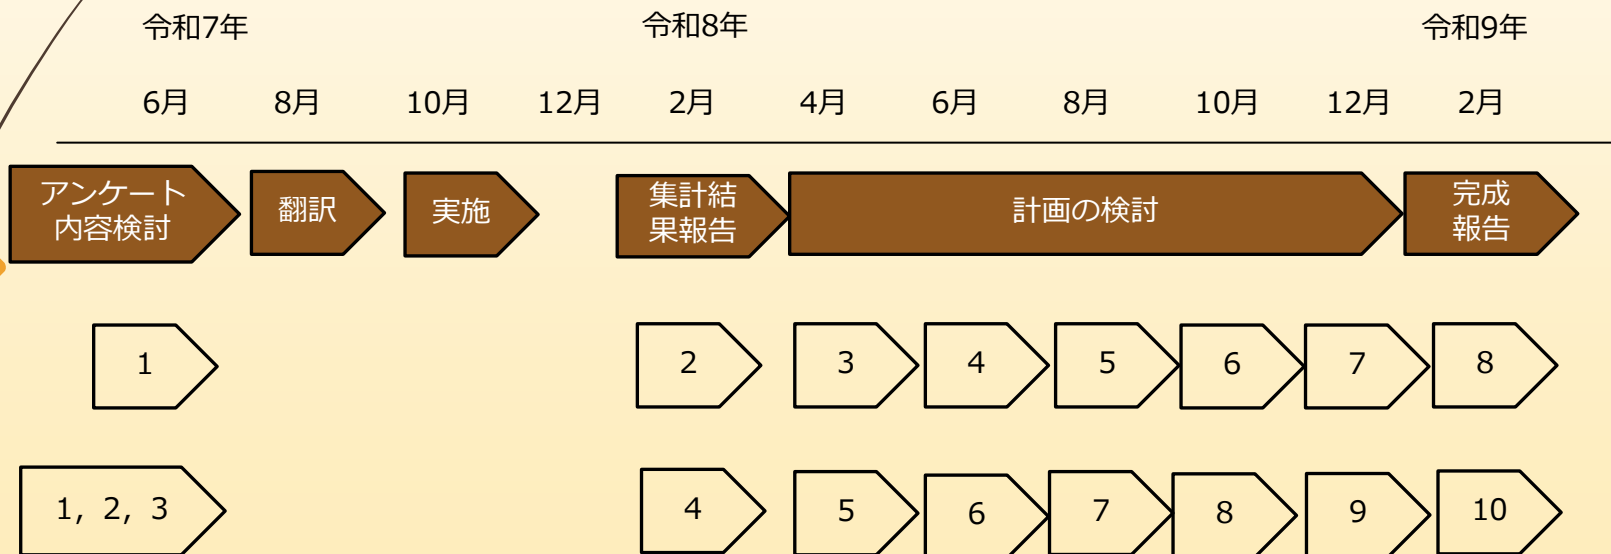 令和7年 令和8年 令和9年
6月 8月 10月 12月 2月 4月 6月 8月 10月 12月 2月
アンケート
内容検討
翻訳
実施
集計結
果報告
計画の検討
完成
報告
1 2 3 4 5 6 7 8
1, 2, 3 4 5 6 7 8 9 10